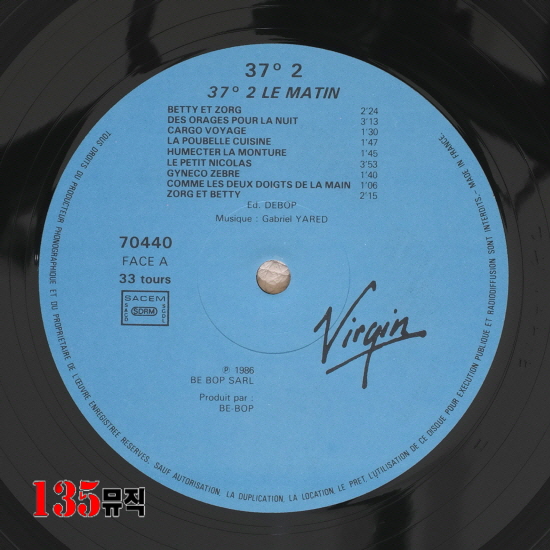 37º 2
37º 2 LE MATIN
BETTY ET ZORG 2'24
DES ORAGES POUR LA NUIT 3'13
CARGO VOYAGE 1'30
LA POUBELLE CUISINE 1'47
HUMECTER LA MONTURE 1'45
LE PETIT NICOLAS 3'53
GYNECO ZEBRE 1'40
COMME LES DEUX DOIGTS DE LA MAIN 1'06
ZORG ET BETTY 2'15
Ed. DEBOP
Musique : Gabriel YARED
70440
FACE A
33 tours
SACEM
SACD
SDRM
SGDL
Virgin
℗ 1986
BE BOP SARL
Produit par :
BE-BOP
TOUS DROITS DU PRODUCTEUR PHONOGRAPHIQUE ET DU PROPRIETAIRE DE L'ŒUVRE ENREGISTREE RESERVES. SAUF AUTORISATION, LA DUPLICATION, LA LOCATION, LE PRET, L'UTILISATION DE CE DISQUE POUR EXECUTION PUBLIQUE ET RADIODIFFUSION SONT INTERDITS.- MADE IN FRANCE.
135뮤직